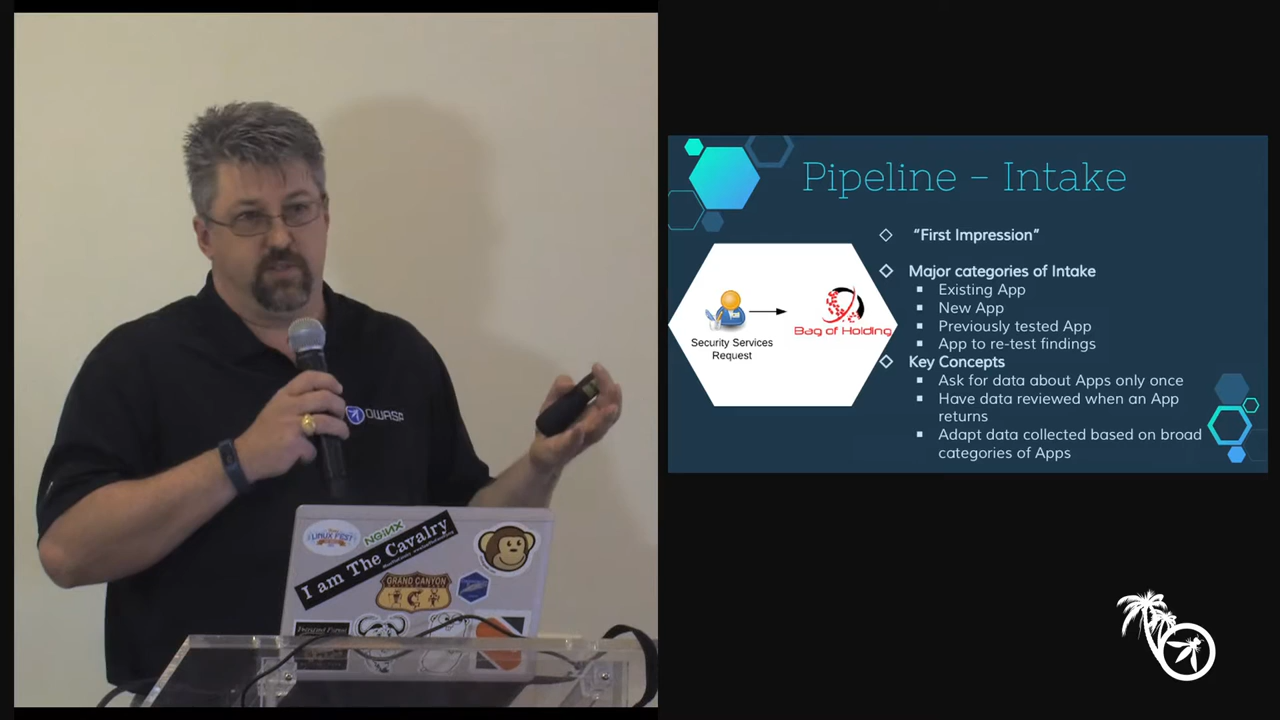 OWASP
LINUX FEST
NGINX
I am The Cavalry
GRAND CANYON
Pipeline - Intake
"First Impression"
Major categories of Intake
Existing App
New App
Previously tested App
App to re-test findings
Key Concepts
Ask for data about Apps only once
Have data reviewed when an App
returns
Adapt data collected based on broad
categories of Apps
Security Services
Request
Bag of Holding